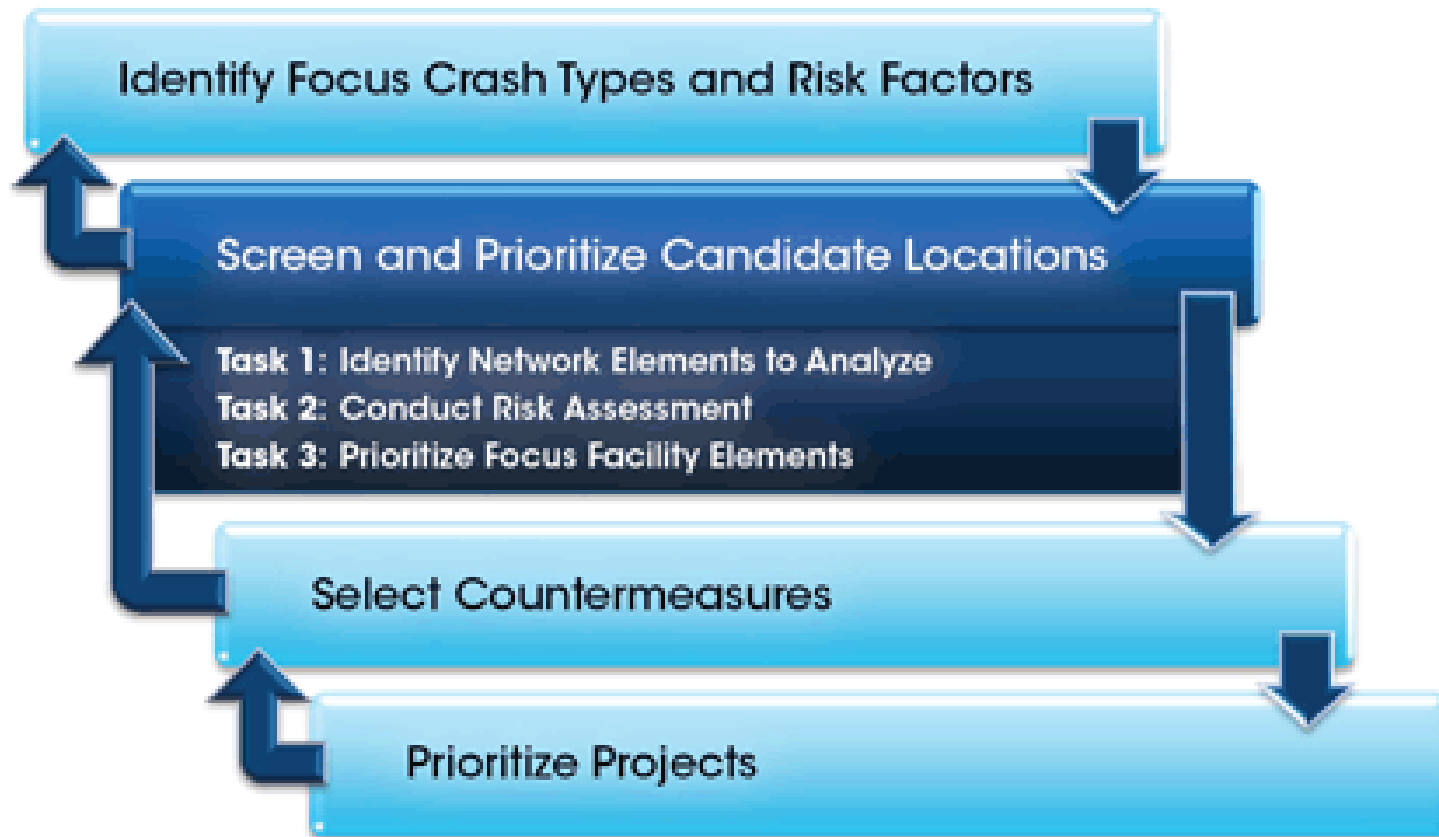 Identify Focus Crash Types and Risk Factors
Screen and Prioritize Candidate Locations
Task 1: Identify Network Elements to Analyze
Task 2: Conduct Risk Assessment
Task 3: Prioritize Focus Facility Elements
Select Countermeasures
Prioritize Projects